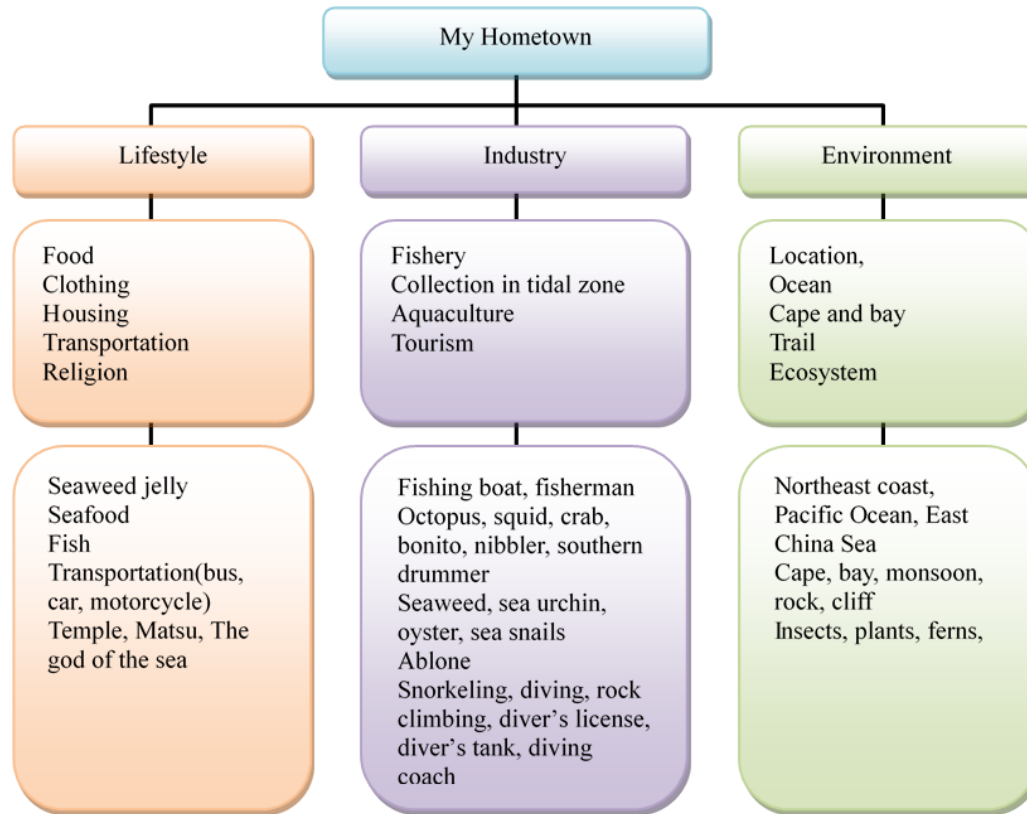 My Hometown
Lifestyle
Industry
Environment
Food
Clothing
Housing
Transportation
Religion
Fishery
Collection in tidal zone
Aquaculture
Tourism
Location,
Ocean
Cape and bay
Trail
Ecosystem
Seaweed jelly
Seafood
Fish
Transportation(bus,
car, motorcycle)
Temple, Matsu, The
god of the sea
Fishing boat, fisherman
Octopus, squid, crab,
bonito, nibbler, southern
drummer
Seaweed, sea urchin,
oyster, sea snails
Ablone
Snorkeling, diving, rock
climbing, diver’s license,
diver’s tank, diving
coach
Northeast coast,
Pacific Ocean, East
China Sea
Cape, bay, monsoon,
rock, cliff
Insects, plants, ferns,